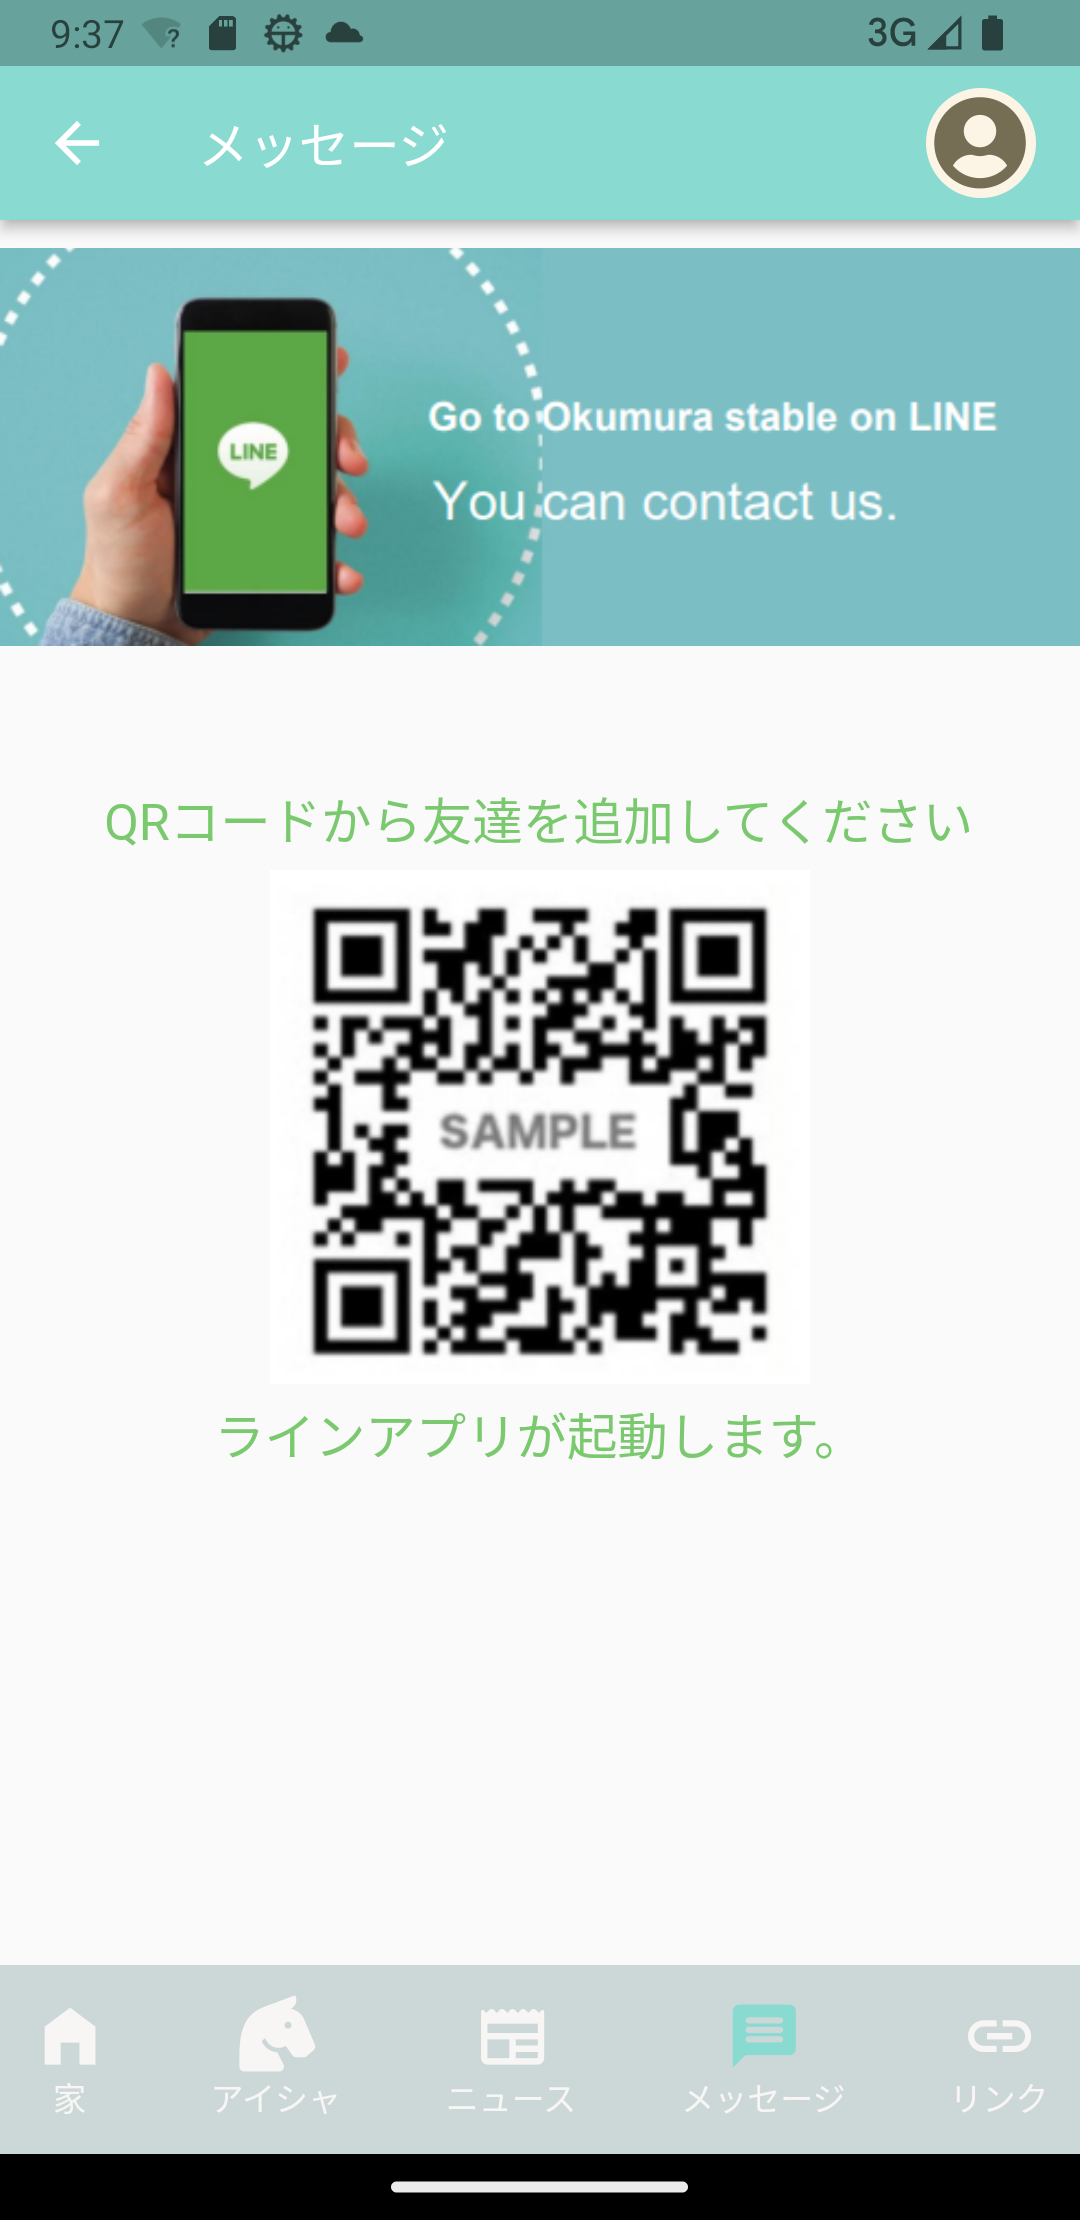 9:37
3G
メッセージ
LINE
Go to Okumura stable on LINE
You can contact us.
QRコードから友達を追加してください
SAMPLE
ラインアプリが起動します。
家
アイシャ
ニュース
メッセージ
リンク